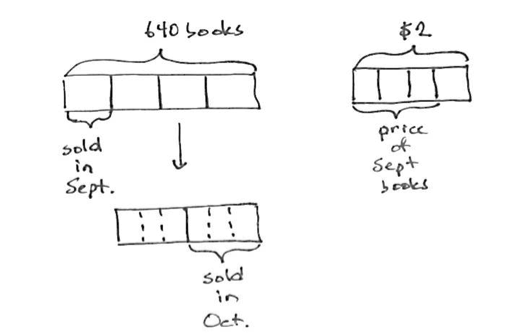 640 books
$2
sold
in
Sept.
price
of
Sept
books
sold
in
Oct.